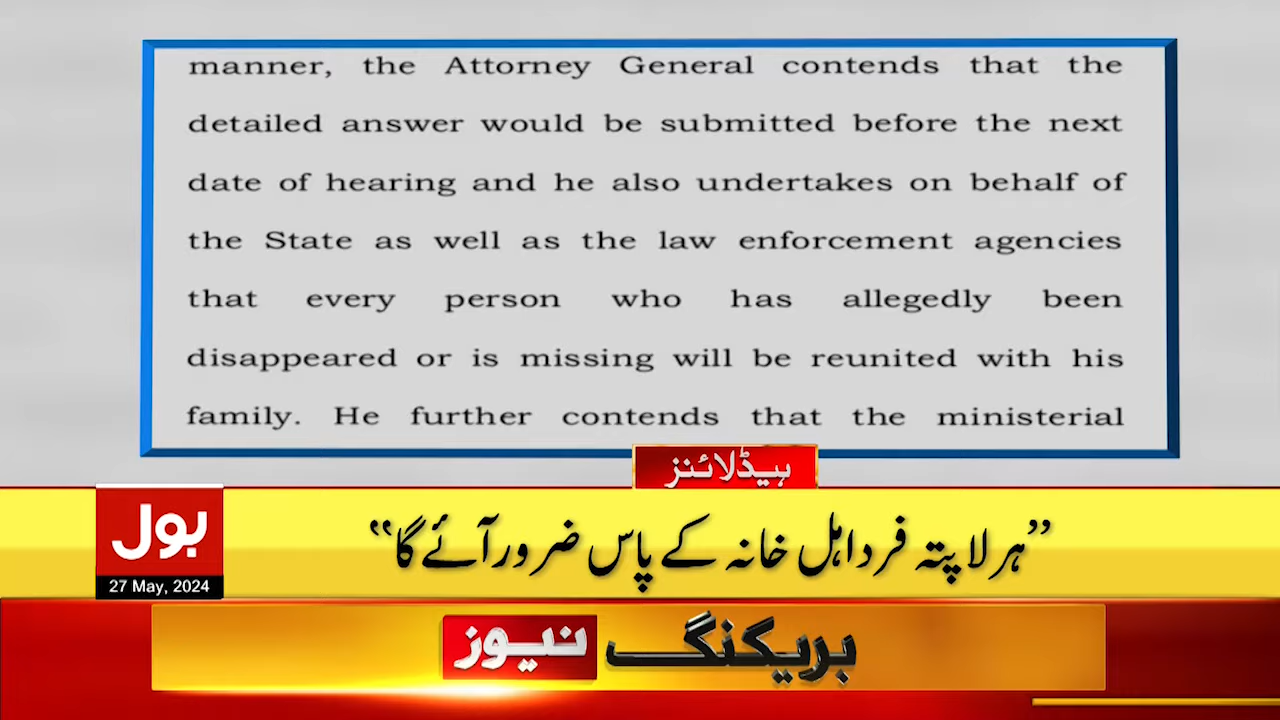 manner, the Attorney General contends that the
detailed answer would be submitted before the next
date of hearing and he also undertakes on behalf of
the State as well as the law enforcement agencies
that every person who has allegedly been
disappeared or is missing will be reunited with his
family. He further contends that the ministerial
ہیڈلائنز
بول
27 May, 2024
”ہر لاپتہ فرد اہل خانہ کے پاس ضرور آئے گا“
بریکنگ نیوز